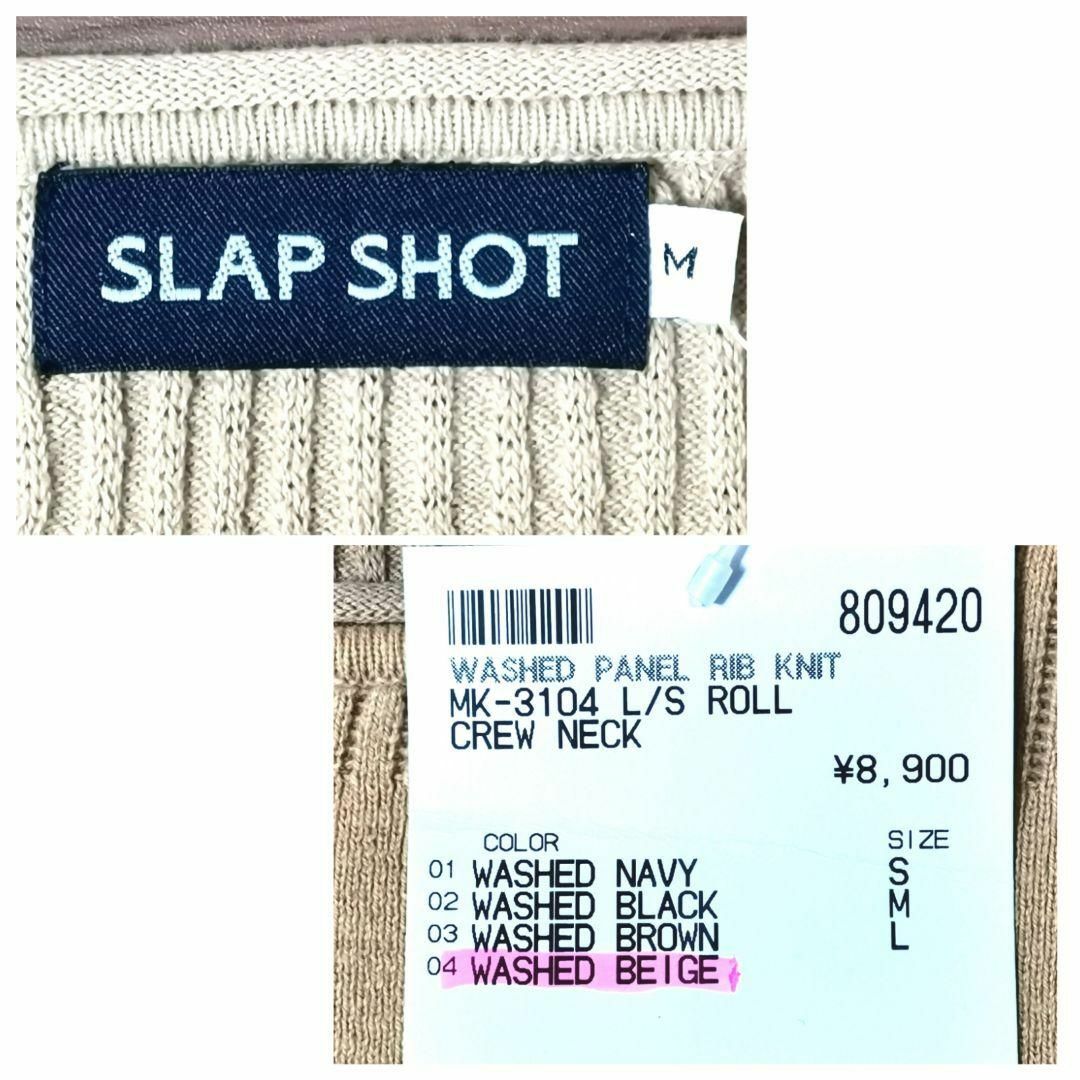 SLAP SHOT
M
809420
WASHED PANEL RIB KNIT
MK-3104 L/S ROLL
CREW NECK
¥8,900
COLOR SIZE
01 WASHED NAVY S
02 WASHED BLACK M
03 WASHED BROWN L
04 WASHED BEIGE